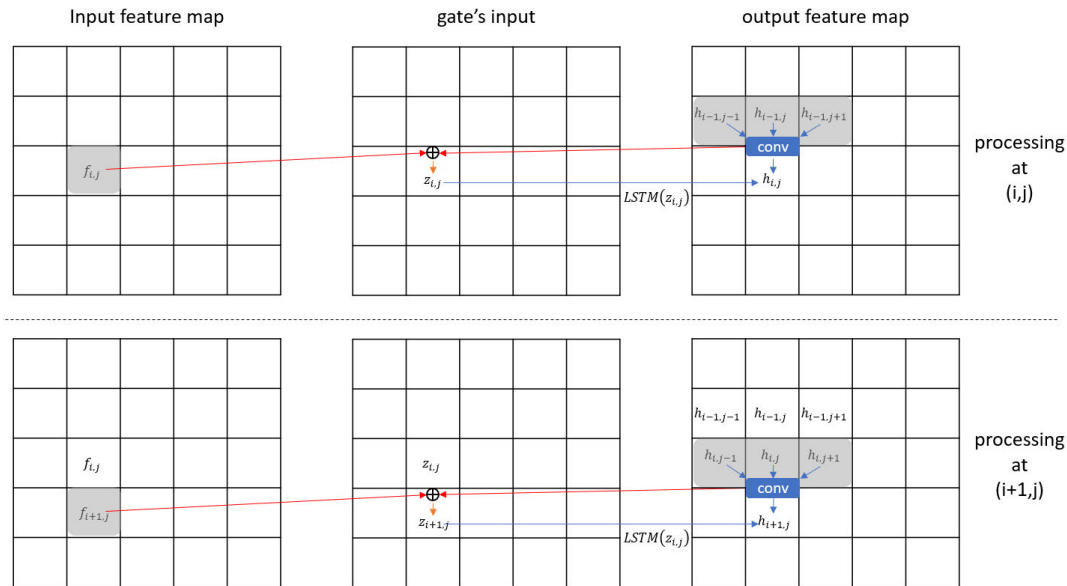 Input feature map
gate's input
output feature map
h_{i-1,j-1} h_{i-1,j} h_{i-1,j+1}
conv
f_{i,j}
⊕
z_{i,j}
h_{i,j}
LSTM(z_{i,j})
processing
at
(i,j)
h_{i-1,j-1} h_{i-1,j} h_{i-1,j+1}
f_{i,j}
z_{i,j}
h_{i,j-1} h_{i,j} h_{i,j+1}
conv
f_{i+1,j}
⊕
z_{i+1,j}
h_{i+1,j}
LSTM(z_{i,j})
processing
at
(i+1,j)